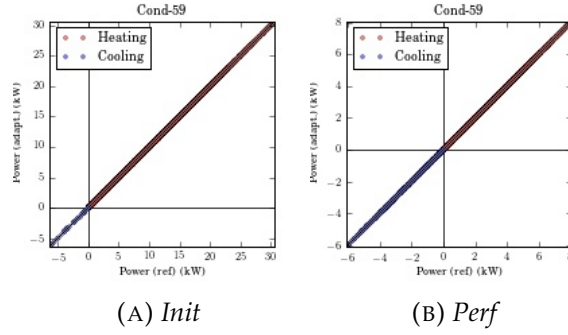 Cond-59
Heating
Cooling
Power (adapt.) (kW)
30
25
20
15
10
5
0
−5
−5 0 5 10 15 20 25 30
Power (ref) (kW)
(A) Init
Cond-59
Heating
Cooling
Power (adapt.) (kW)
8
6
4
2
0
−2
−4
−6
−6 −4 −2 0 2 4 6 8
Power (ref) (kW)
(B) Perf